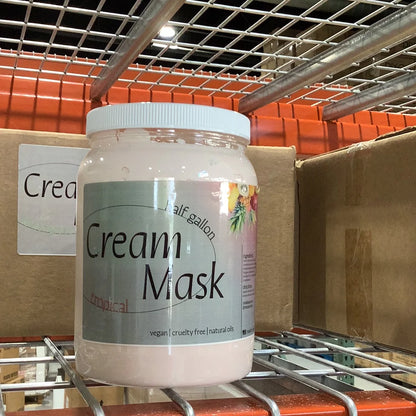 Crea
half gallon
Cream
Mask
tropical
vegan | cruelty free | natural oils